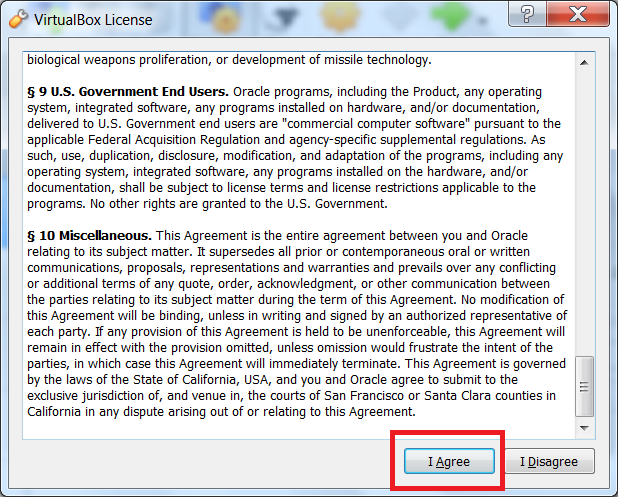 VirtualBox License
biological weapons proliferation, or development of missile technology.
§ 9 U.S. Government End Users. Oracle programs, including the Product, any operating
system, integrated software, any programs installed on hardware, and/or documentation,
delivered to U.S. Government end users are "commercial computer software" pursuant to the
applicable Federal Acquisition Regulation and agency-specific supplemental regulations. As
such, use, duplication, disclosure, modification, and adaptation of the programs, including any
operating system, integrated software, any programs installed on the hardware, and/or
documentation, shall be subject to license terms and license restrictions applicable to the
programs. No other rights are granted to the U.S. Government.
§ 10 Miscellaneous. This Agreement is the entire agreement between you and Oracle
relating to its subject matter. It supersedes all prior or contemporaneous oral or written
communications, proposals, representations and warranties and prevails over any conflicting
or additional terms of any quote, order, acknowledgment, or other communication between
the parties relating to its subject matter during the term of this Agreement. No modification of
this Agreement will be binding, unless in writing and signed by an authorized representative of
each party. If any provision of this Agreement is held to be unenforceable, this Agreement will
remain in effect with the provision omitted, unless omission would frustrate the intent of the
parties, in which case this Agreement will immediately terminate. This Agreement is governed
by the laws of the State of California, USA, and you and Oracle agree to submit to the
exclusive jurisdiction of, and venue in, the courts of San Francisco or Santa Clara counties in
California in any dispute arising out of or relating to this Agreement.
I Agree
I Disagree